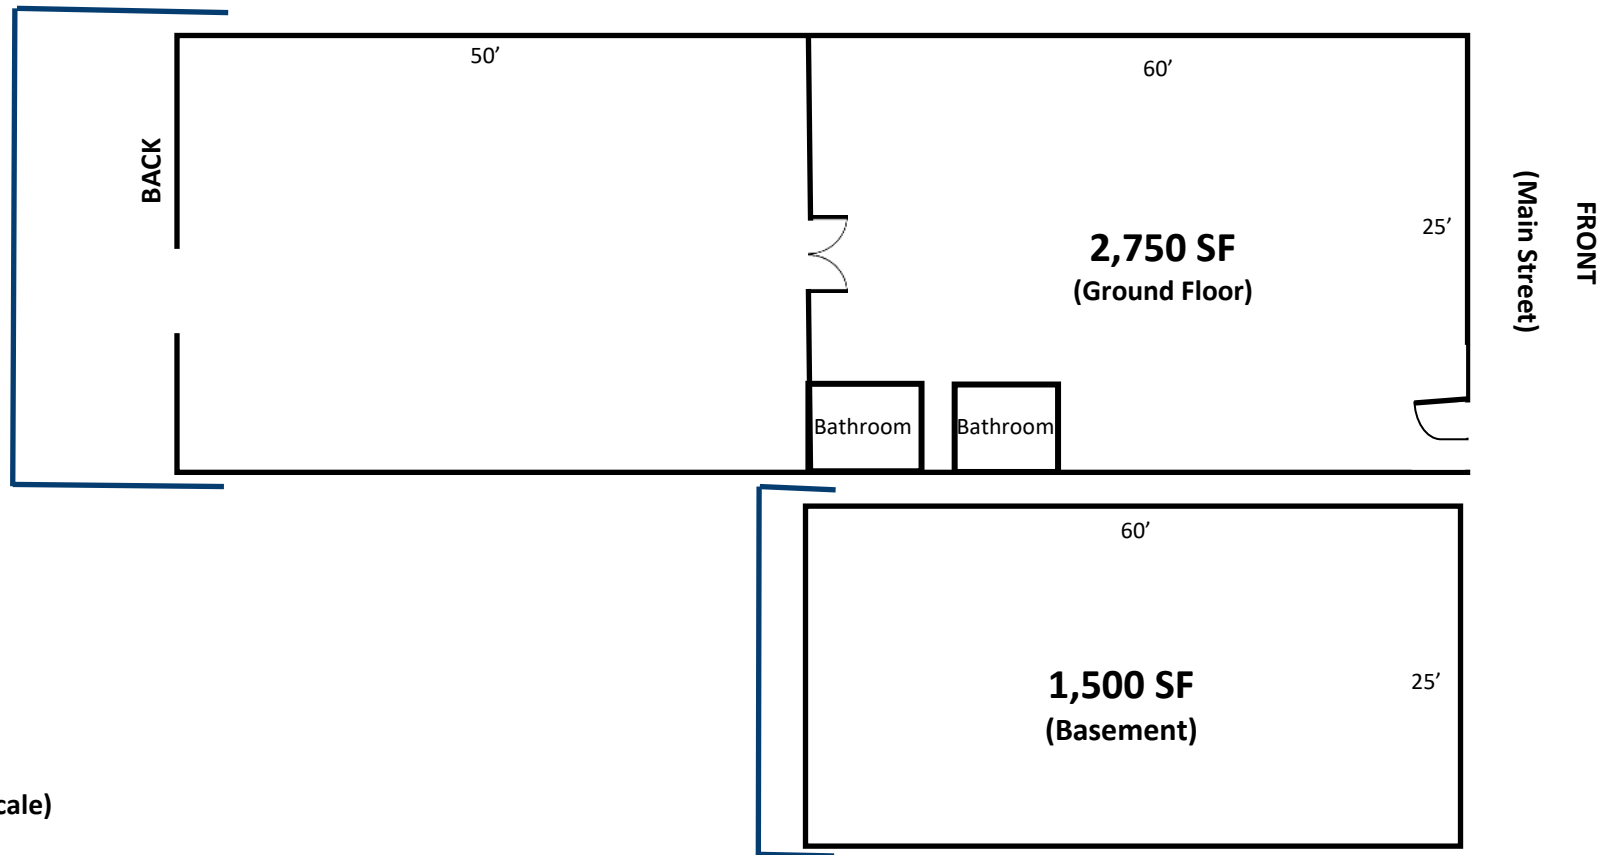 50’
60’
BACK
25’
2,750 SF
(Ground Floor)
FRONT
(Main Street)
Bathroom
Bathroom
60’
1,500 SF
(Basement)
25’
cale)